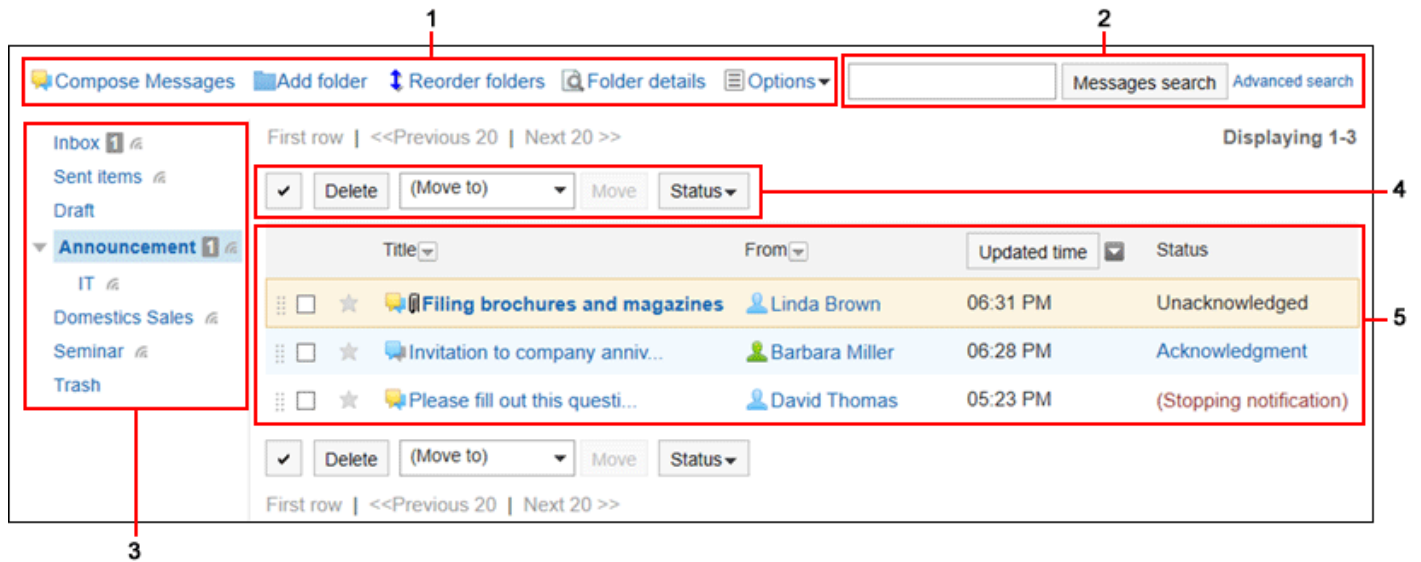 1
2
Compose Messages Add folder Reorder folders Folder details Options Messages search Advanced search
Inbox 1
Sent items
Draft
Announcement 1
IT
Domestics Sales
Seminar
Trash
3
First row | <<Previous 20 | Next 20 >> Displaying 1-3
Delete (Move to) Move Status
4
Title From Updated time Status
Filing brochures and magazines Linda Brown 06:31 PM Unacknowledged
5
Invitation to company anniv... Barbara Miller 06:28 PM Acknowledgment
Please fill out this questi... David Thomas 05:23 PM (Stopping notification)
Delete (Move to) Move Status
First row | <<Previous 20 | Next 20 >>